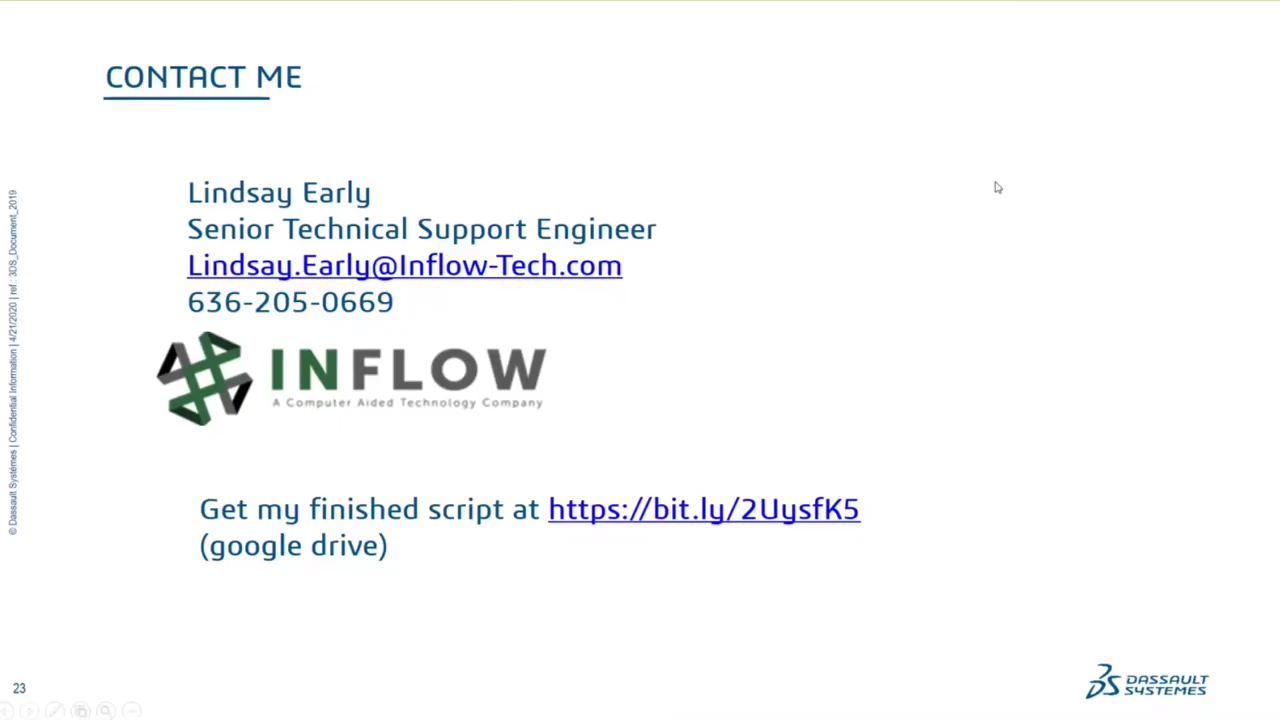 CONTACT ME
Lindsay Early
Senior Technical Support Engineer
Lindsay.Early@Inflow-Tech.com
636-205-0669
INFLOW
A Computer Aided Technology Company
Get my finished script at https://bit.ly/2UysfK5
(google drive)
© Dassault Systèmes | Confidential Information | 4/21/2020 | ref.: 3DS_Document_2019
23
DASSAULT
SYSTEMES